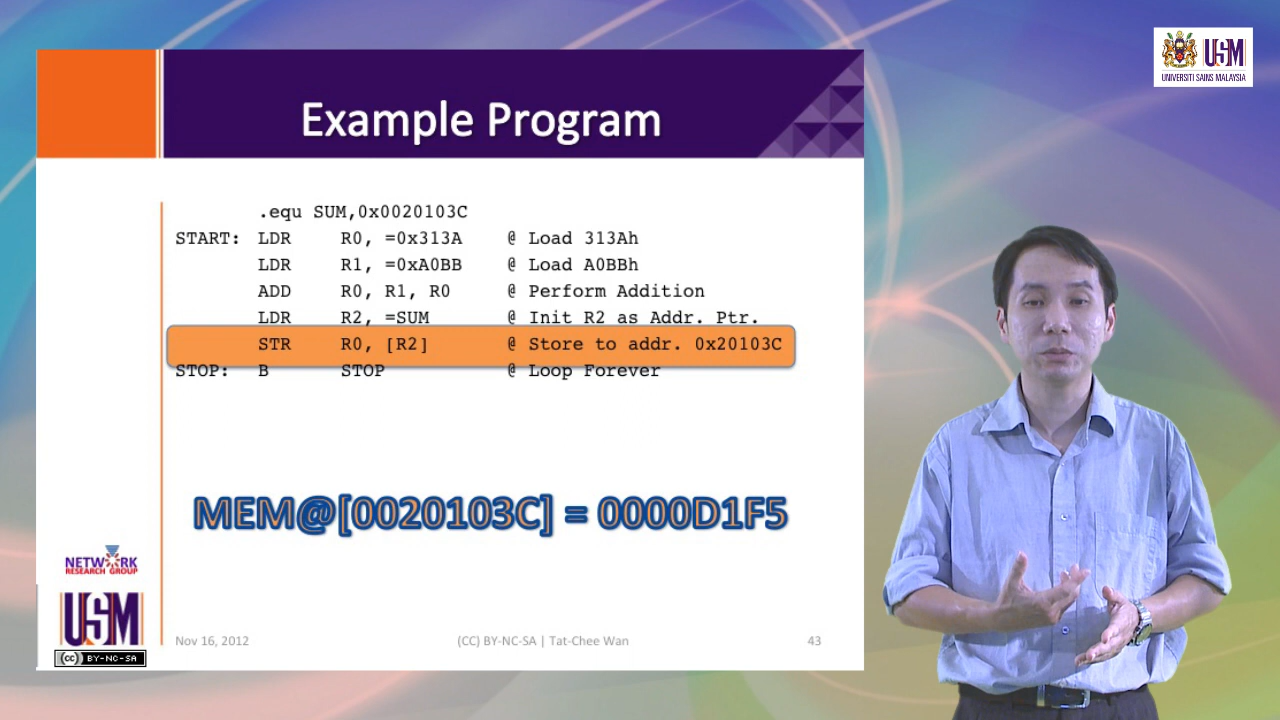 USM
UNIVERSITI SAINS MALAYSIA
Example Program
.equ SUM,0x0020103C
START: LDR R0, =0x313A @ Load 313Ah
LDR R1, =0xA0BB @ Load A0BBh
ADD R0, R1, R0 @ Perform Addition
LDR R2, =SUM @ Init R2 as Addr. Ptr.
STR R0, [R2] @ Store to addr. 0x20103C
STOP: B STOP @ Loop Forever
MEM@[0020103C] = 0000D1F5
NETWORK
RESEARCH GROUP
USM
cc BY-NC-SA
Nov 16, 2012 (CC) BY-NC-SA | Tat-Chee Wan 43